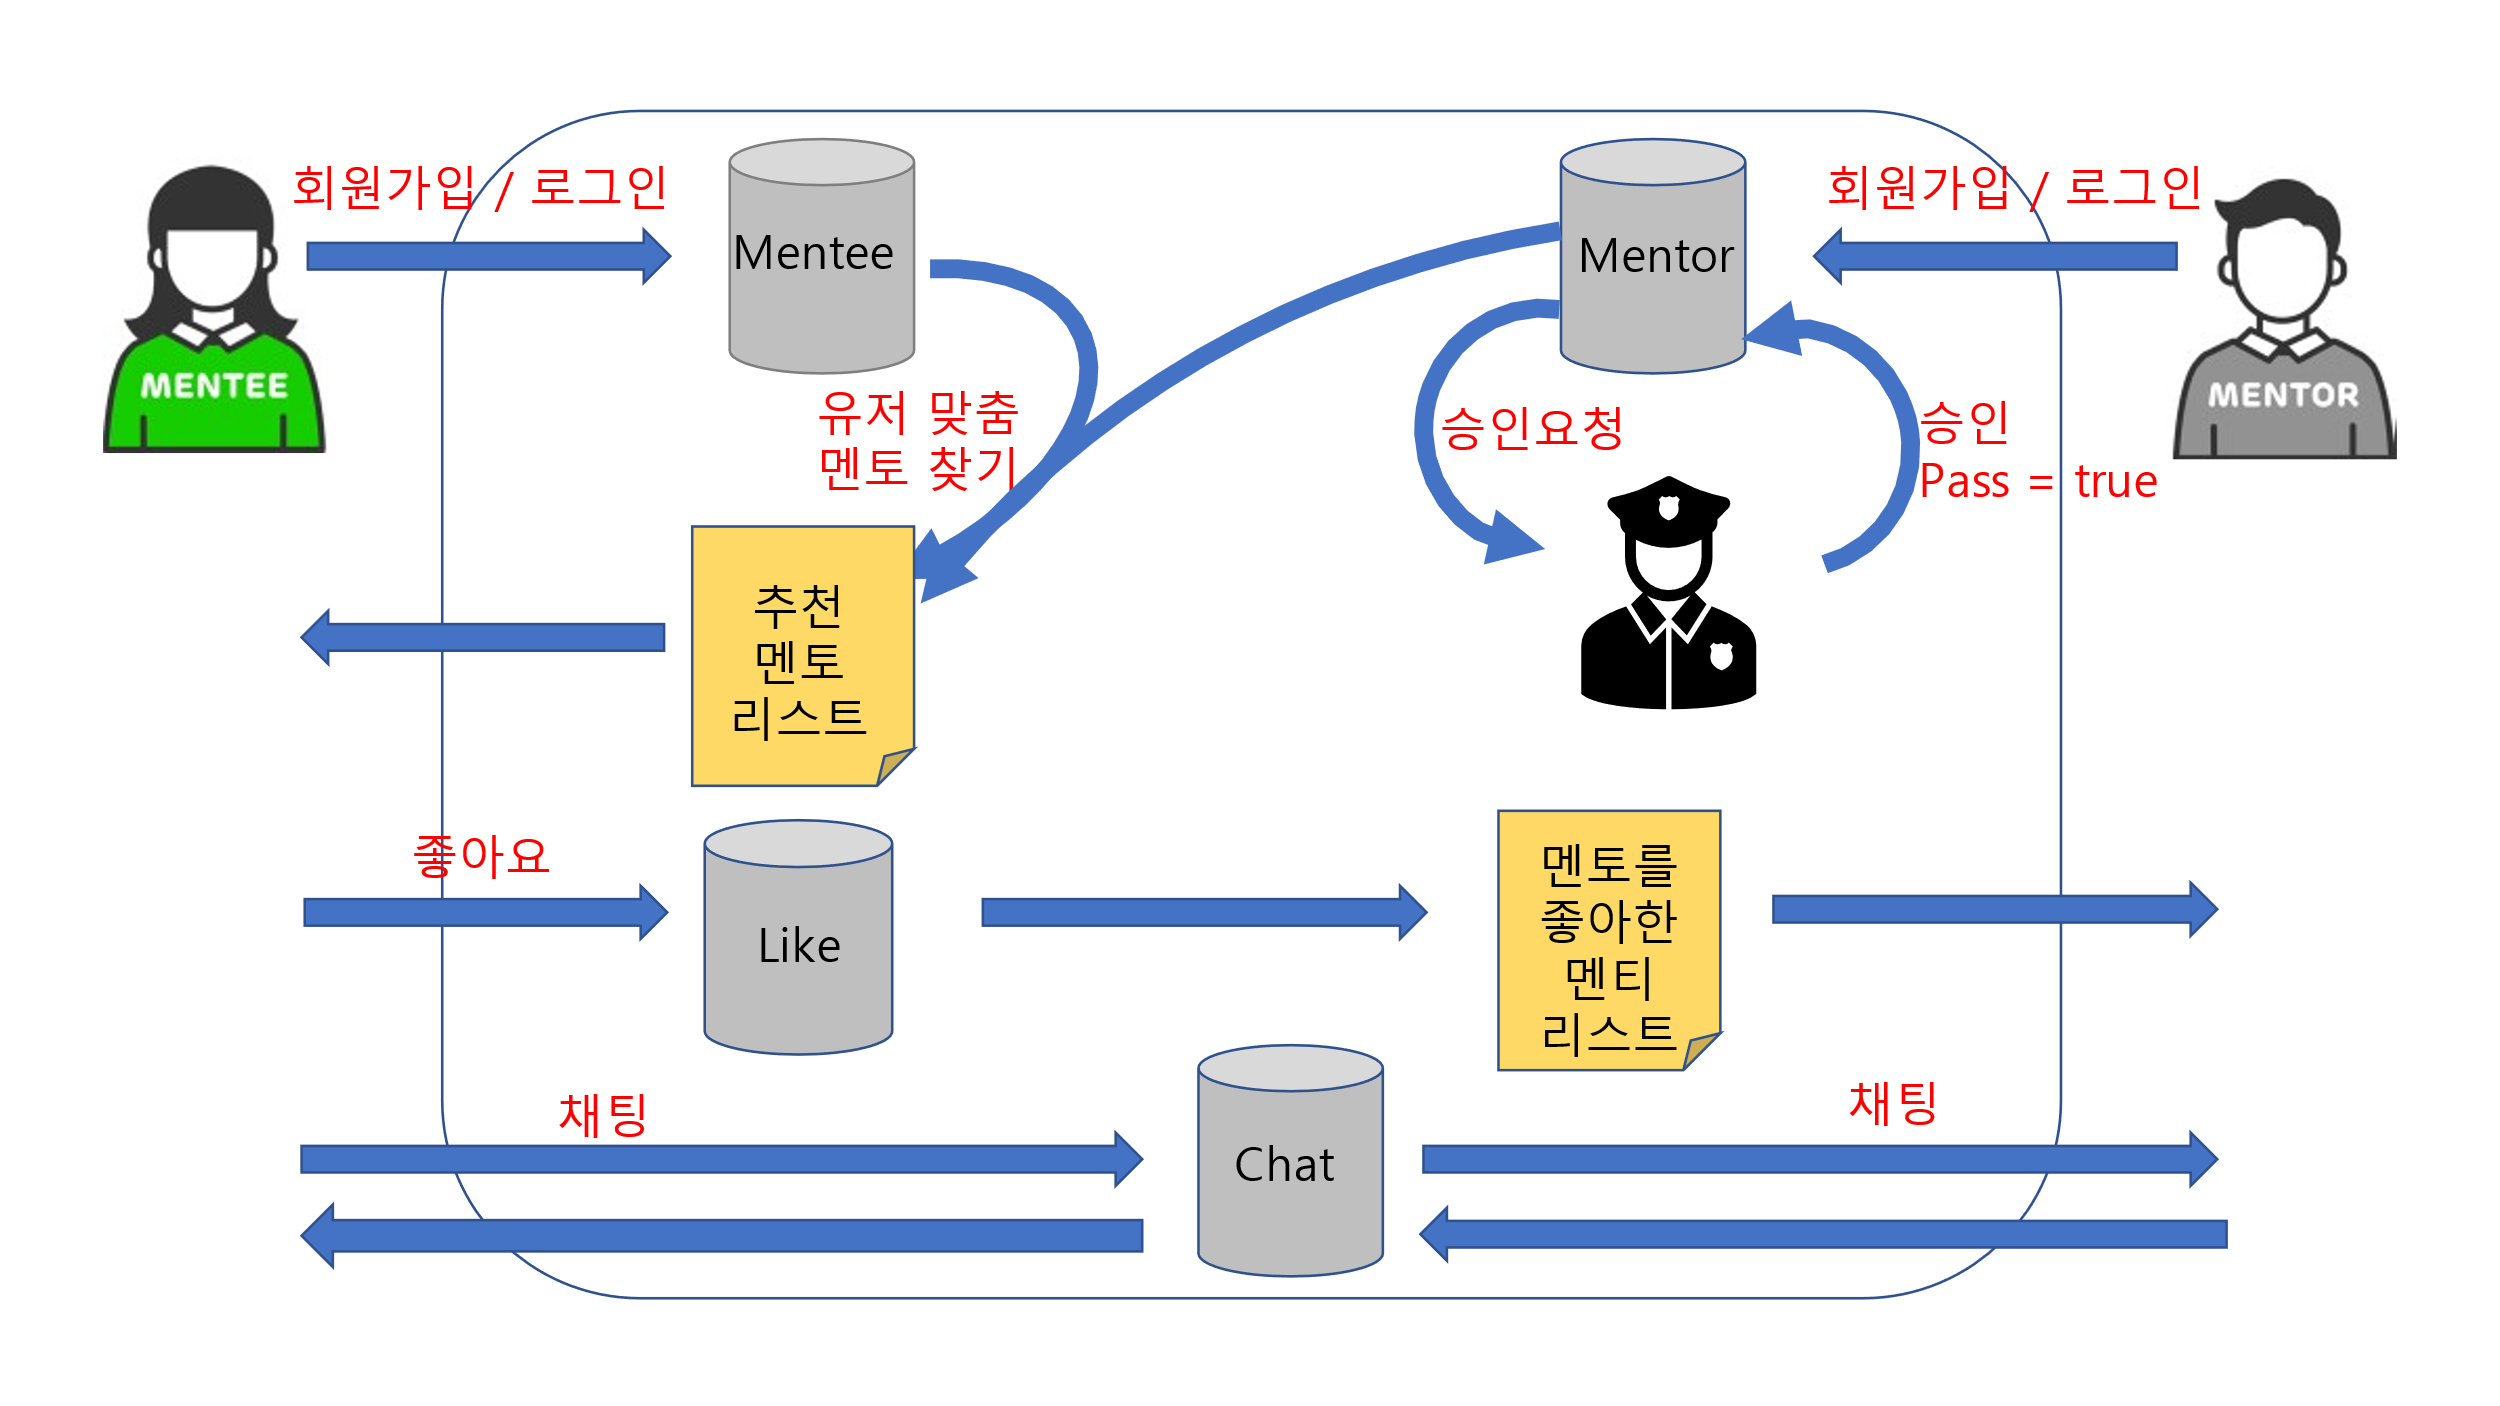 회원가입 / 로그인
Mentee
Mentor
회원가입 / 로그인
MENTEE
MENTOR
유저 맞춤
멘토 찾기
승인요청
승인
Pass = true
추천
멘토
리스트
좋아요
Like
멘토를
좋아한
멘티
리스트
채팅
Chat
채팅